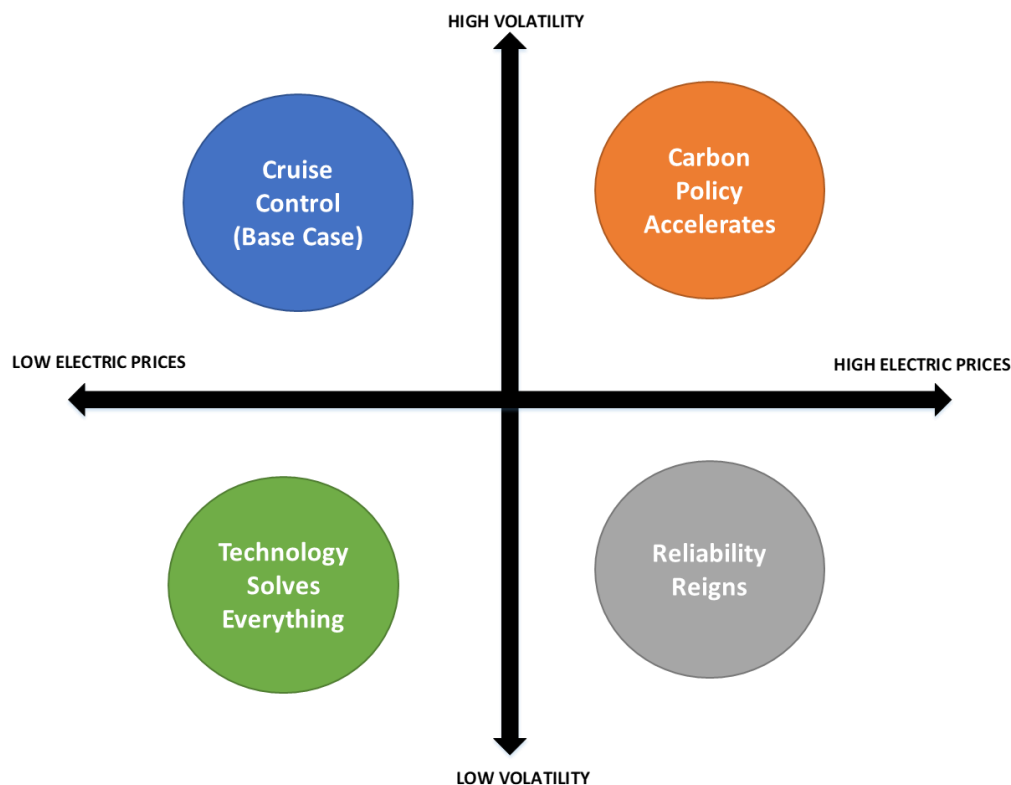 HIGH VOLATILITY
Cruise
Control
(Base Case)
Carbon
Policy
Accelerates
LOW ELECTRIC PRICES
HIGH ELECTRIC PRICES
Technology
Solves
Everything
Reliability
Reigns
LOW VOLATILITY